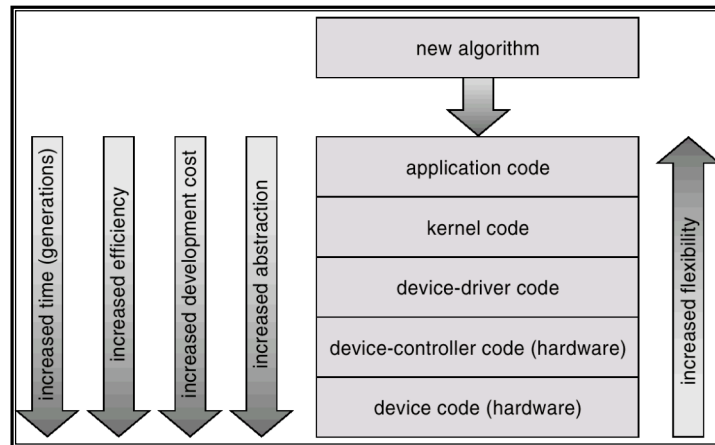 new algorithm
application code
kernel code
device-driver code
device-controller code (hardware)
device code (hardware)
increased time (generations)
increased efficiency
increased development cost
increased abstraction
increased flexibility